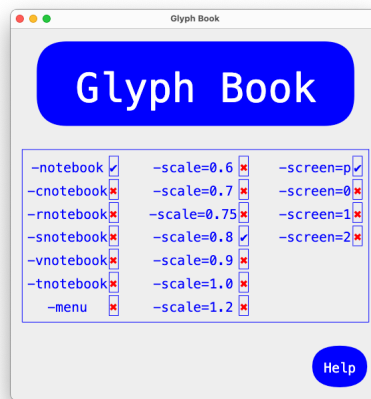 Glyph Book
Glyph Book
-notebook ✔ -scale=0.6 ✖ -screen=p ✔
-cnotebook ✖ -scale=0.7 ✖ -screen=0 ✖
-rnotebook ✖ -scale=0.75 ✖ -screen=1 ✖
-snotebook ✖ -scale=0.8 ✔ -screen=2 ✖
-vnotebook ✖ -scale=0.9 ✖
-tnotebook ✖ -scale=1.0 ✖
-menu ✖ -scale=1.2 ✖
Help